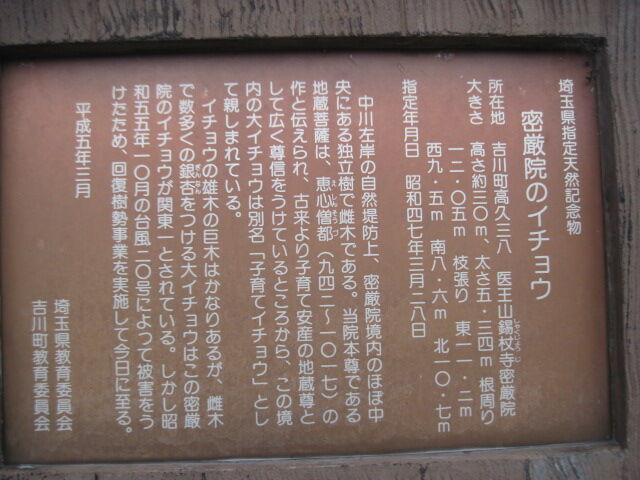 埼玉県指定天然記念物
密厳院のイチョウ
所在地　吉川町高久三八　医王山錫杖寺密厳院
大きさ　高さ約三〇m、太さ五・三四m 根周り
一二・〇五m　枝張り　東一一・二m
西九・五m　南八・六m　北一〇・七m
指定年月日　昭和四七年三月二八日
中川左岸の自然堤防上、密厳院境内のほぼ中
央にある独立樹で雌木である。当院本尊である
地蔵菩薩は、恵心僧都（九四二～一〇一七）の
作と伝えられ、古来より子育て安産の地蔵尊と
して広く尊信をうけているところから、この境
内の大イチョウは別名「子育てイチョウ」とし
て親しまれている。
イチョウの雄木の巨木はかなりあるが、雌木
で数多くの銀杏をつける大イチョウはこの密厳
院のイチョウが関東一とされている。しかし昭
和五五年一〇月の台風二〇号によって被害をう
けたため、回復樹勢事業を実施して今日に至る。
平成五年三月
埼玉県教育委員会
吉川町教育委員会